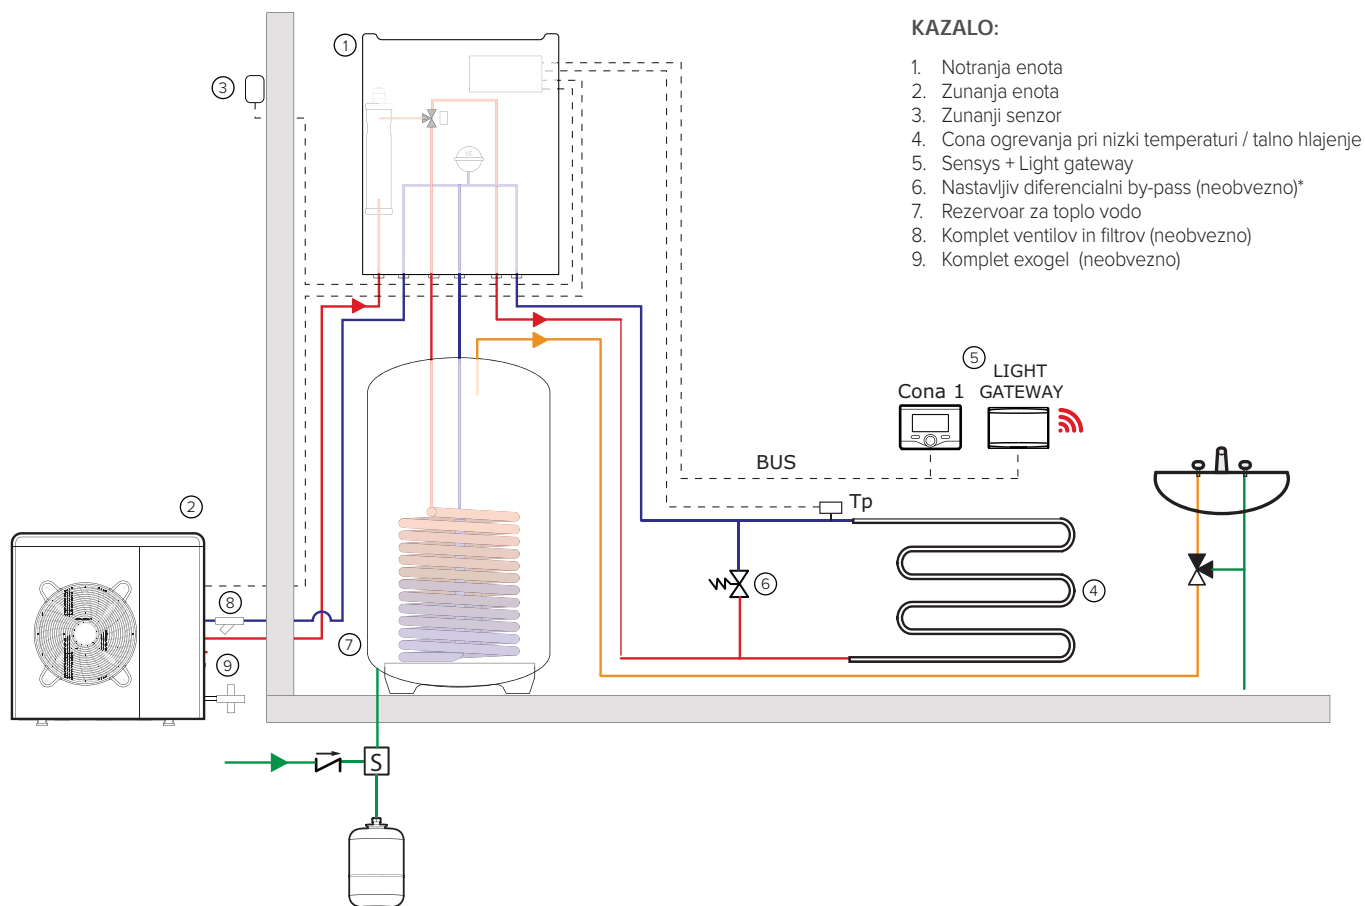 KAZALO:
1. Notranja enota
2. Zunanja enota
3. Zunanji senzor
4. Cona ogrevanja pri nizki temperaturi / talno hlajenje
5. Sensys + Light gateway
6. Nastavljiv diferencialni by-pass (neobvezno)*
7. Rezervoar za toplo vodo
8. Komplet ventilov in filtrov (neobvezno)
9. Komplet exogel (neobvezno)
1
3
5
LIGHT
GATEWAY
Cona 1
BUS
Tp
2
6
4
8
7
9
S